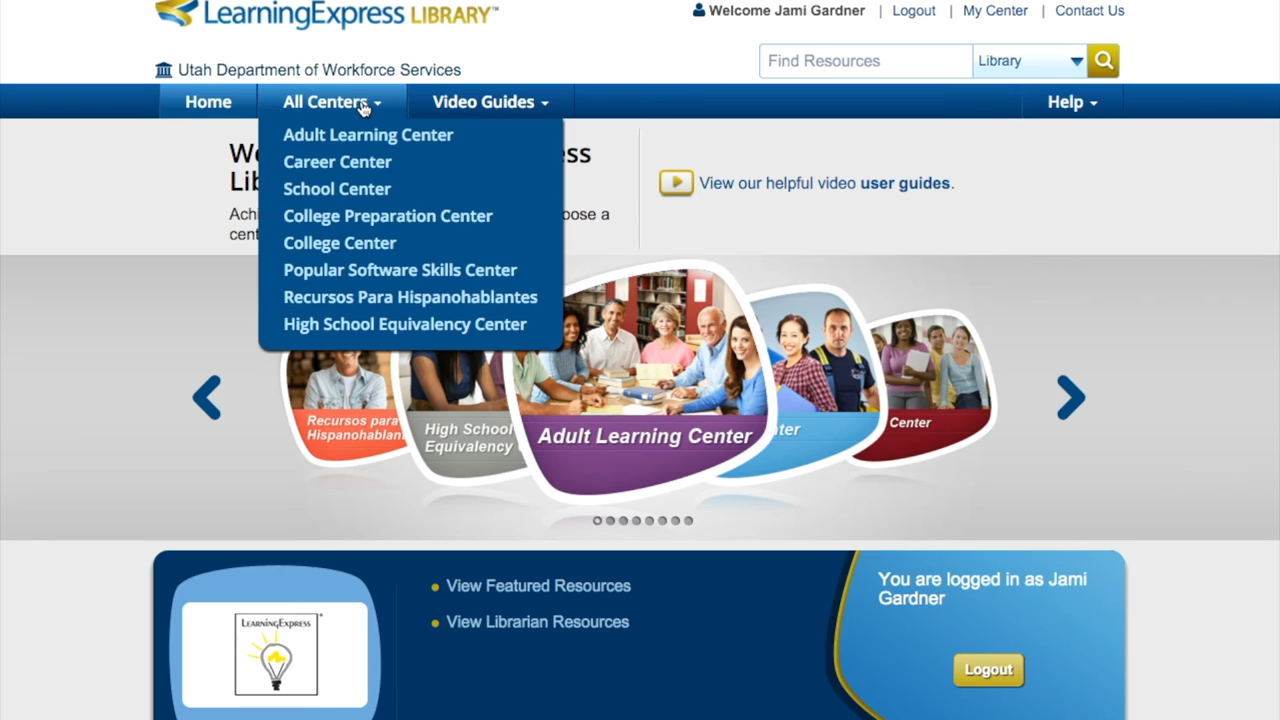 LearningExpress LIBRARY™
Welcome Jami Gardner | Logout | My Center | Contact Us
Find Resources
Library
Utah Department of Workforce Services
Home
All Centers
Video Guides
Help
Adult Learning Center
Career Center
School Center
College Preparation Center
College Center
Popular Software Skills Center
Recursos Para Hispanohablantes
High School Equivalency Center
View our helpful video user guides.
Recursos para
Hispanohablan
High School
Equivalency
Adult Learning Center
Center
You are logged in as Jami
Gardner
Logout
View Featured Resources
View Librarian Resources
LEARNINGEXPRESS